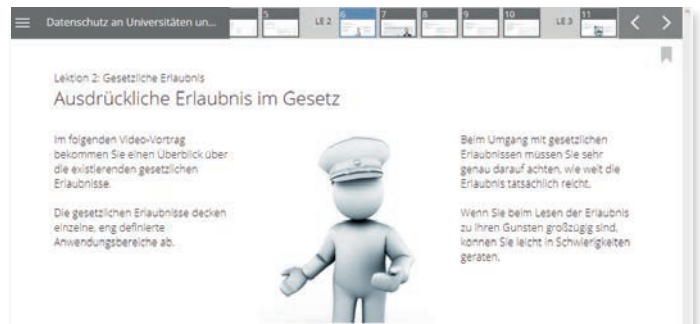 Datenschutz an Universitäten un...
5
LE 2
6
7
8
9
10
LE 3
11
Lektion 2: Gesetzliche Erlaubnis
Ausdrückliche Erlaubnis im Gesetz
Im folgenden Video-Vortrag
bekommen Sie einen Überblick über
die existierenden gesetzlichen
Erlaubnisse.
Die gesetzlichen Erlaubnisse decken
einzelne, eng definierte
Anwendungsbereiche ab.
Beim Umgang mit gesetzlichen
Erlaubnissen müssen Sie sehr
genau darauf achten, wie weit die
Erlaubnis tatsächlich reicht.
Wenn Sie beim Lesen der Erlaubnis
zu Ihren Gunsten großzügig sind,
können Sie leicht in Schwierigkeiten
geraten.